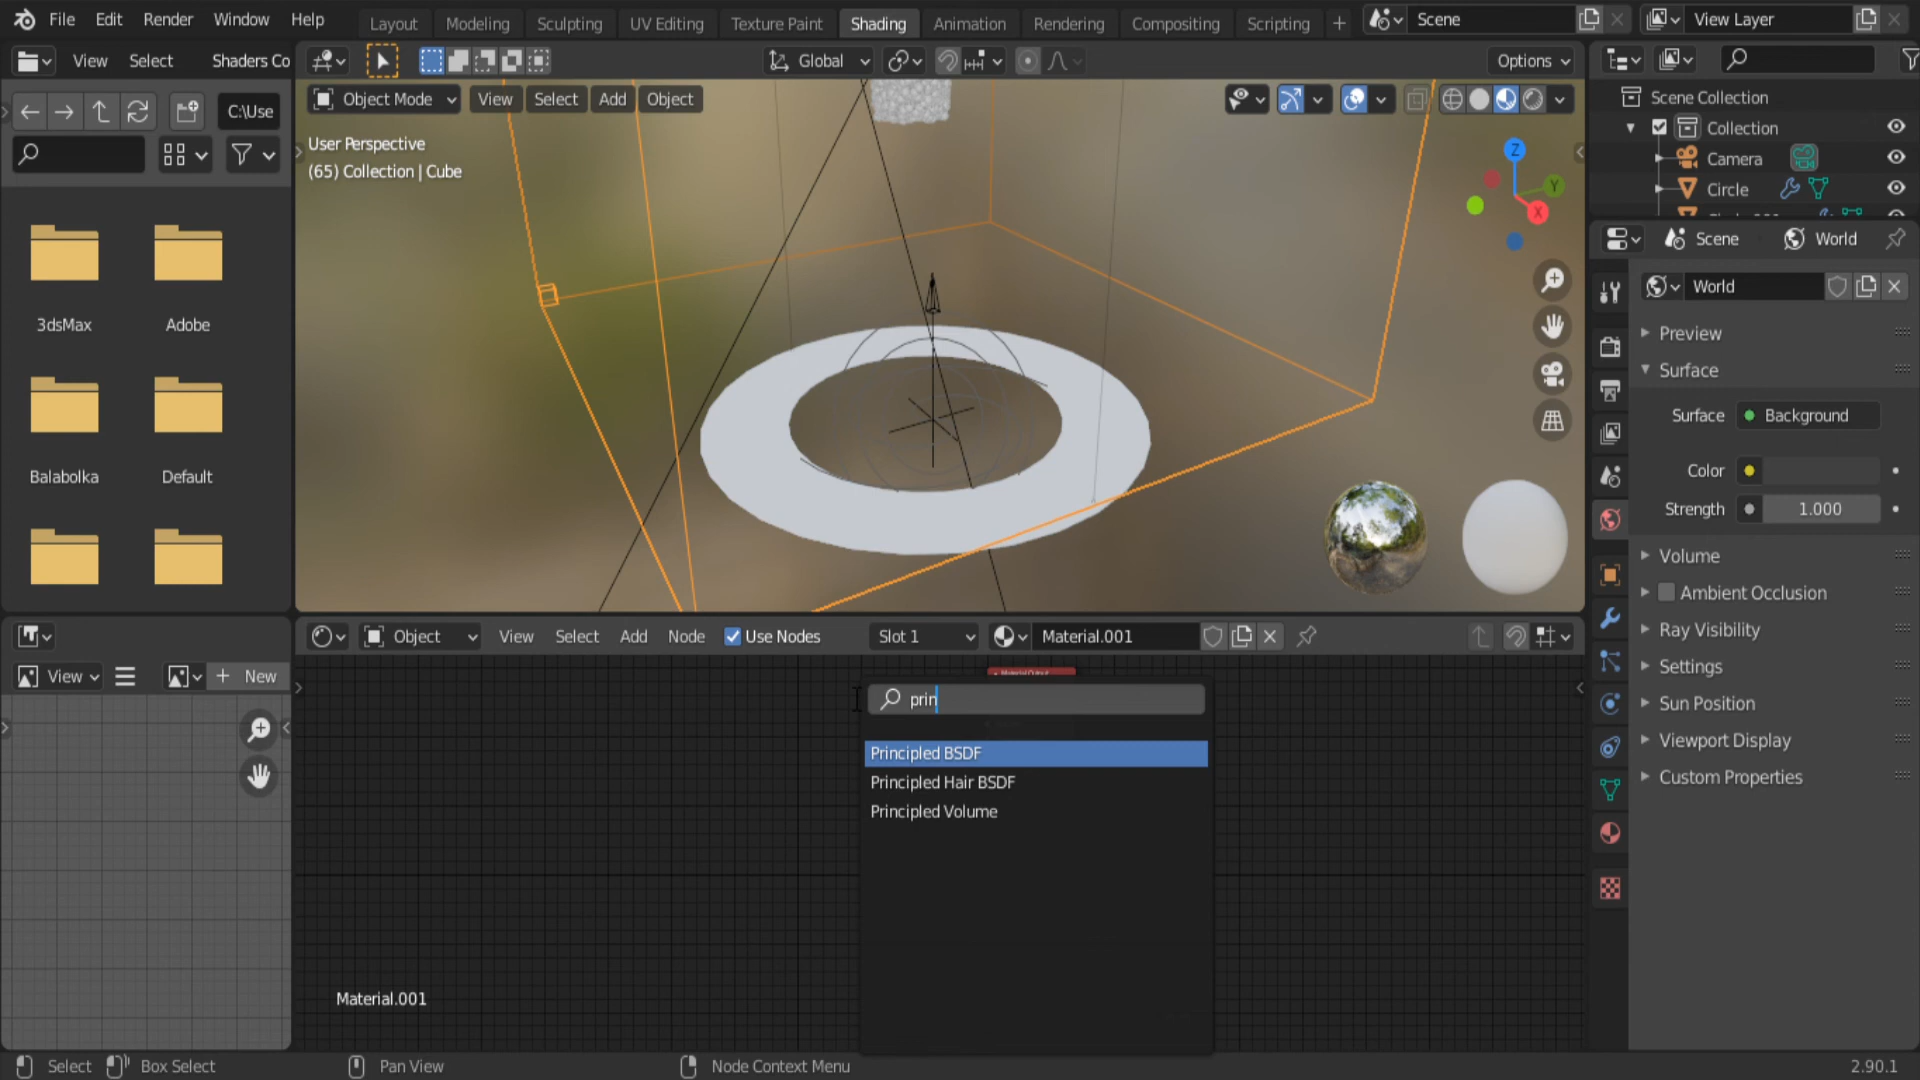 File Edit Render Window Help Layout Modeling Sculpting UV Editing Texture Paint Shading Animation Rendering Compositing Scripting + Scene View Layer
View Select Shaders Co Global Options
C:\Use Object Mode View Select Add Object
Scene Collection
Collection
Camera
Circle
User Perspective
(65) Collection | Cube
Z
Y
X
3dsMax Adobe
Balabolka Default
Scene World
World
Preview
Surface
Surface Background
Color
Strength 1.000
Volume
Ambient Occlusion
Ray Visibility
Settings
Sun Position
Viewport Display
Custom Properties
Object View Select Add Node Use Nodes Slot 1 Material.001
View + New
Material Output
prin
Principled BSDF
Principled Hair BSDF
Principled Volume
Material.001
Select Box Select Pan View Node Context Menu 2.90.1